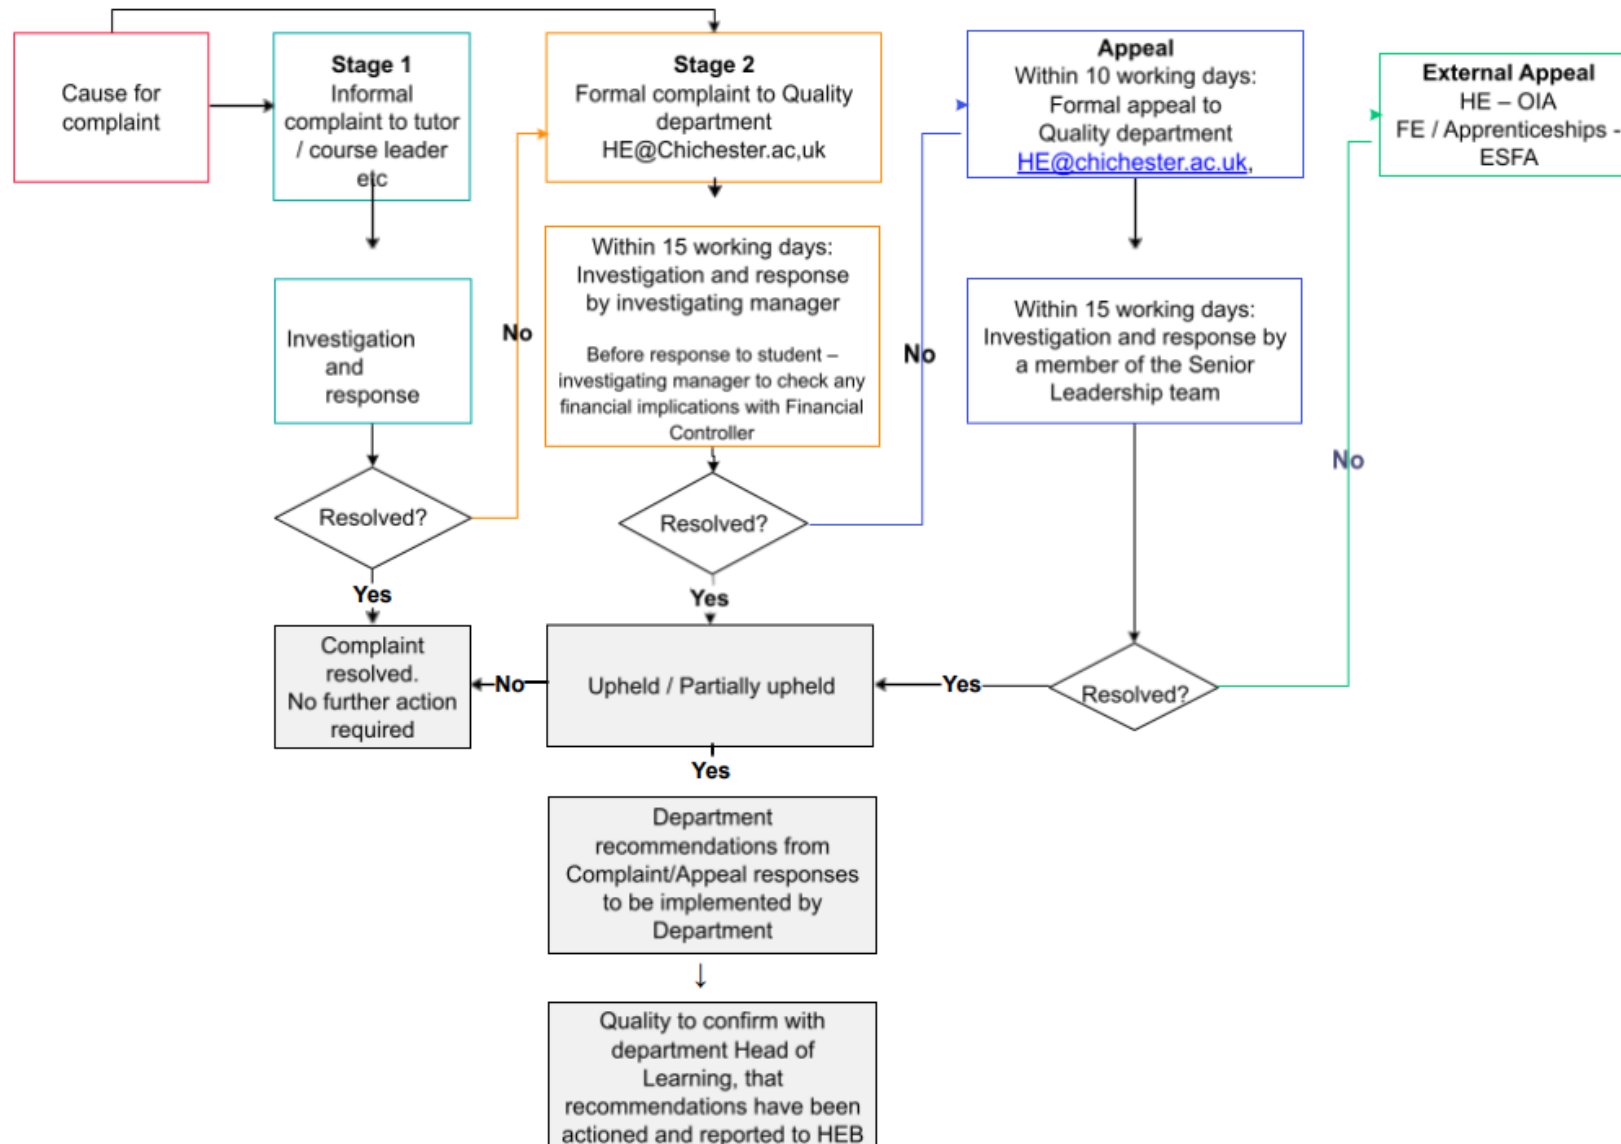 Cause for
complaint
Stage 1
Informal
complaint to tutor
/ course leader
etc
Stage 2
Formal complaint to Quality
department
HE@Chichester.ac,uk
Appeal
Within 10 working days:
Formal appeal to
Quality department
HE@chichester.ac.uk,
External Appeal
HE – OIA
FE / Apprenticeships -
ESFA
Investigation
and
response
Within 15 working days:
Investigation and response
by investigating manager
Before response to student –
investigating manager to check any
financial implications with Financial
Controller
Within 15 working days:
Investigation and response by
a member of the Senior
Leadership team
No
No
No
Resolved?
Resolved?
Resolved?
Yes
Yes
Complaint
resolved.
No further action
required
No
Upheld / Partially upheld
Yes
Yes
Department
recommendations from
Complaint/Appeal responses
to be implemented by
Department
Quality to confirm with
department Head of
Learning, that
recommendations have been
actioned and reported to HEB